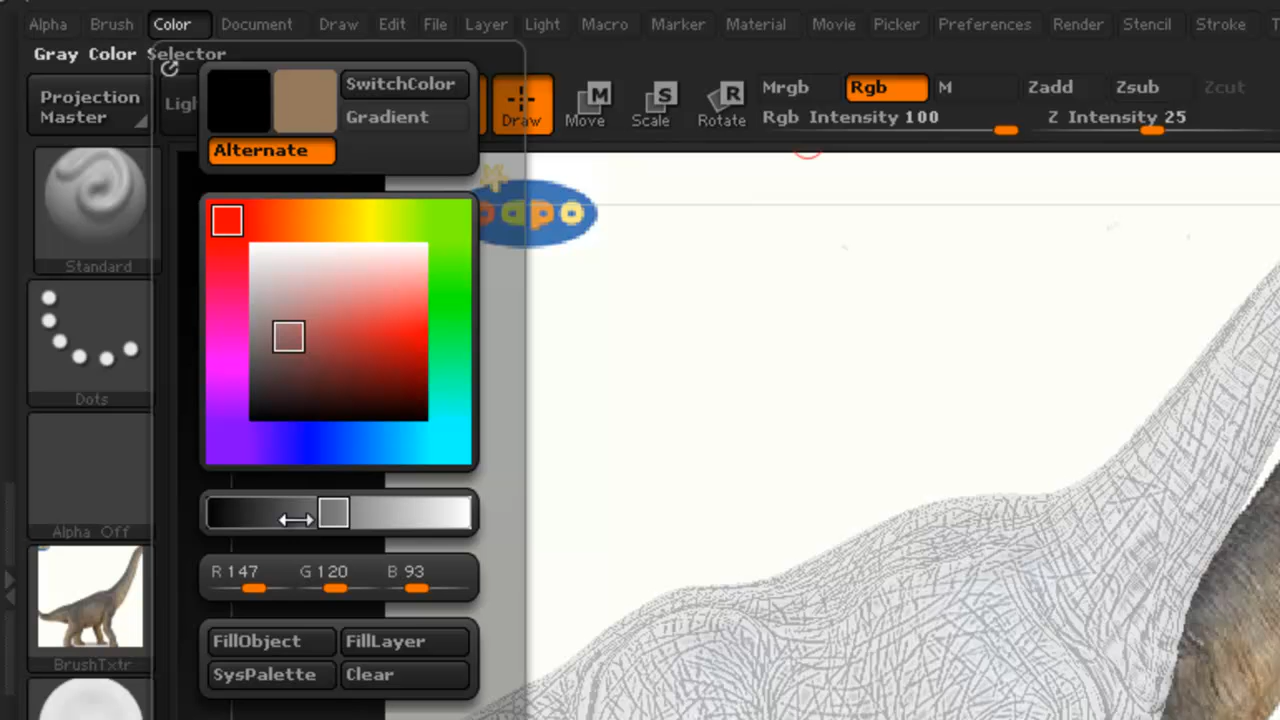 Alpha Brush Color Document Draw Edit File Layer Light Macro Marker Material Movie Picker Preferences Render Stencil Stroke
Gray Color Selector
Projection
Master
SwitchColor
Gradient
Alternate
Draw
Move
Scale
Rotate
Mrgb Rgb M Zadd Zsub Zcut
Rgb Intensity 100 Z Intensity 25
M
S
R
papo
Standard
Dots
Alpha Off
BrushTxtr
R 147 G 120 B 93
FillObject FillLayer
SysPalette Clear